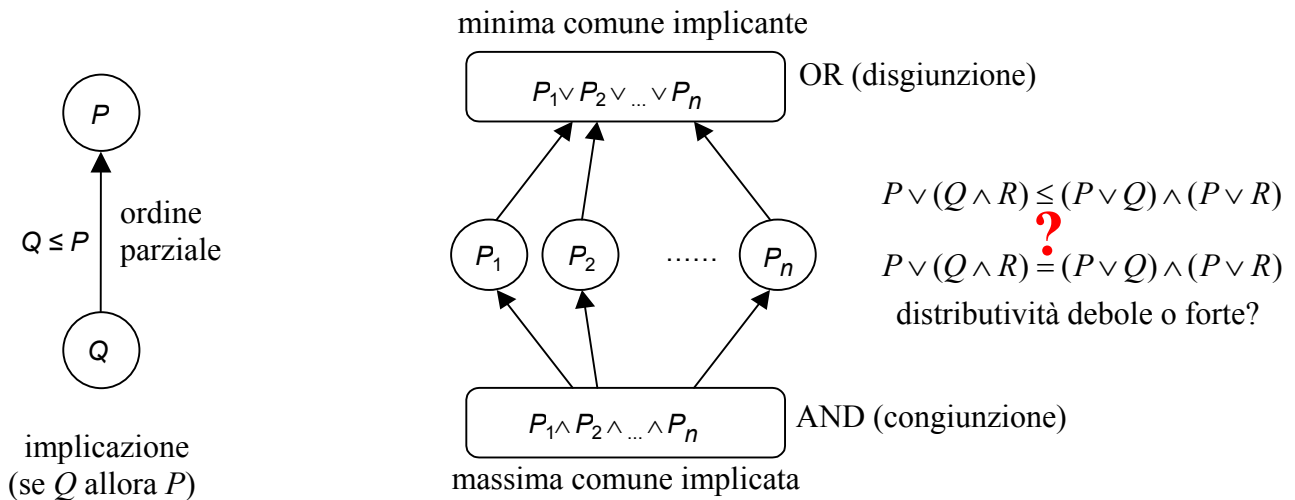 P
Q ≤ P
ordine
parziale
Q
implicazione
(se Q allora P)
minima comune implicante
P₁∨ P₂ ∨ ... ∨ Pₙ
OR (disgiunzione)
P₁
P₂
......
Pₙ
P₁∧ P₂ ∧ ... ∧ Pₙ
AND (congiunzione)
massima comune implicata
P ∨ (Q ∧ R) ≤ (P ∨ Q) ∧ (P ∨ R)
?
P ∨ (Q ∧ R) = (P ∨ Q) ∧ (P ∨ R)
distributività debole o forte?